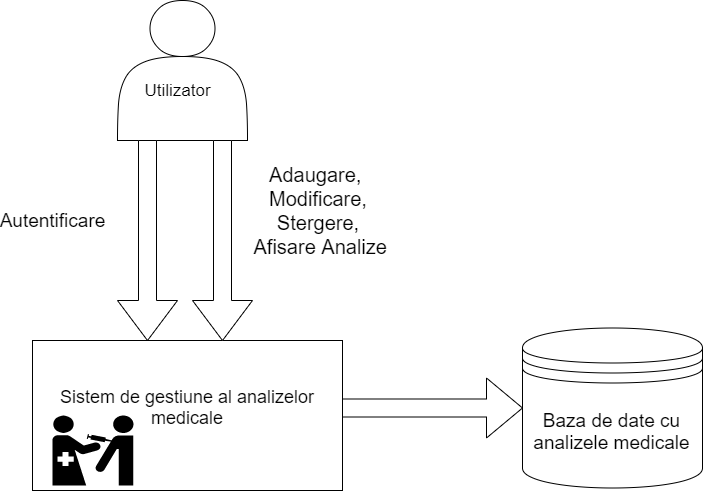 Utilizator
Autentificare
Adaugare,
Modificare,
Stergere,
Afisare Analize
Sistem de gestiune al analizelor
medicale
Baza de date cu
analizele medicale